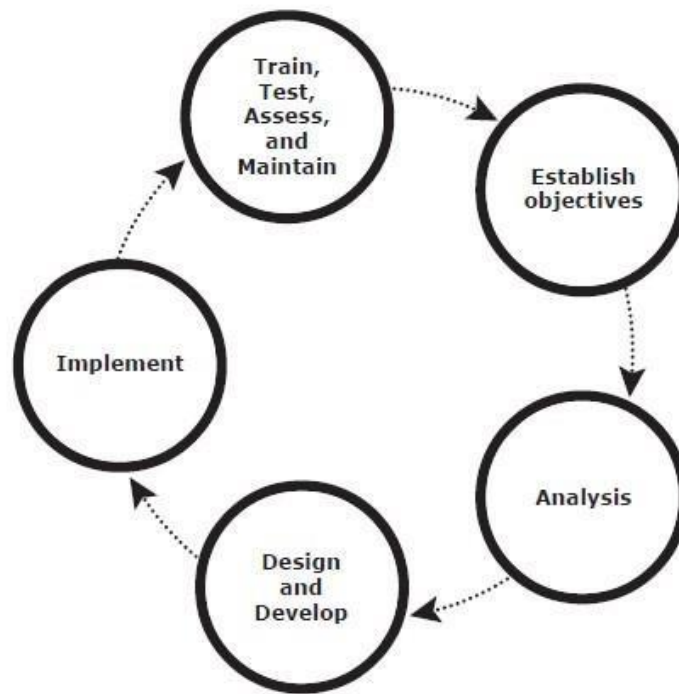 Train,
Test,
Assess,
and
Maintain
Establish
objectives
Analysis
Design
and
Develop
Implement